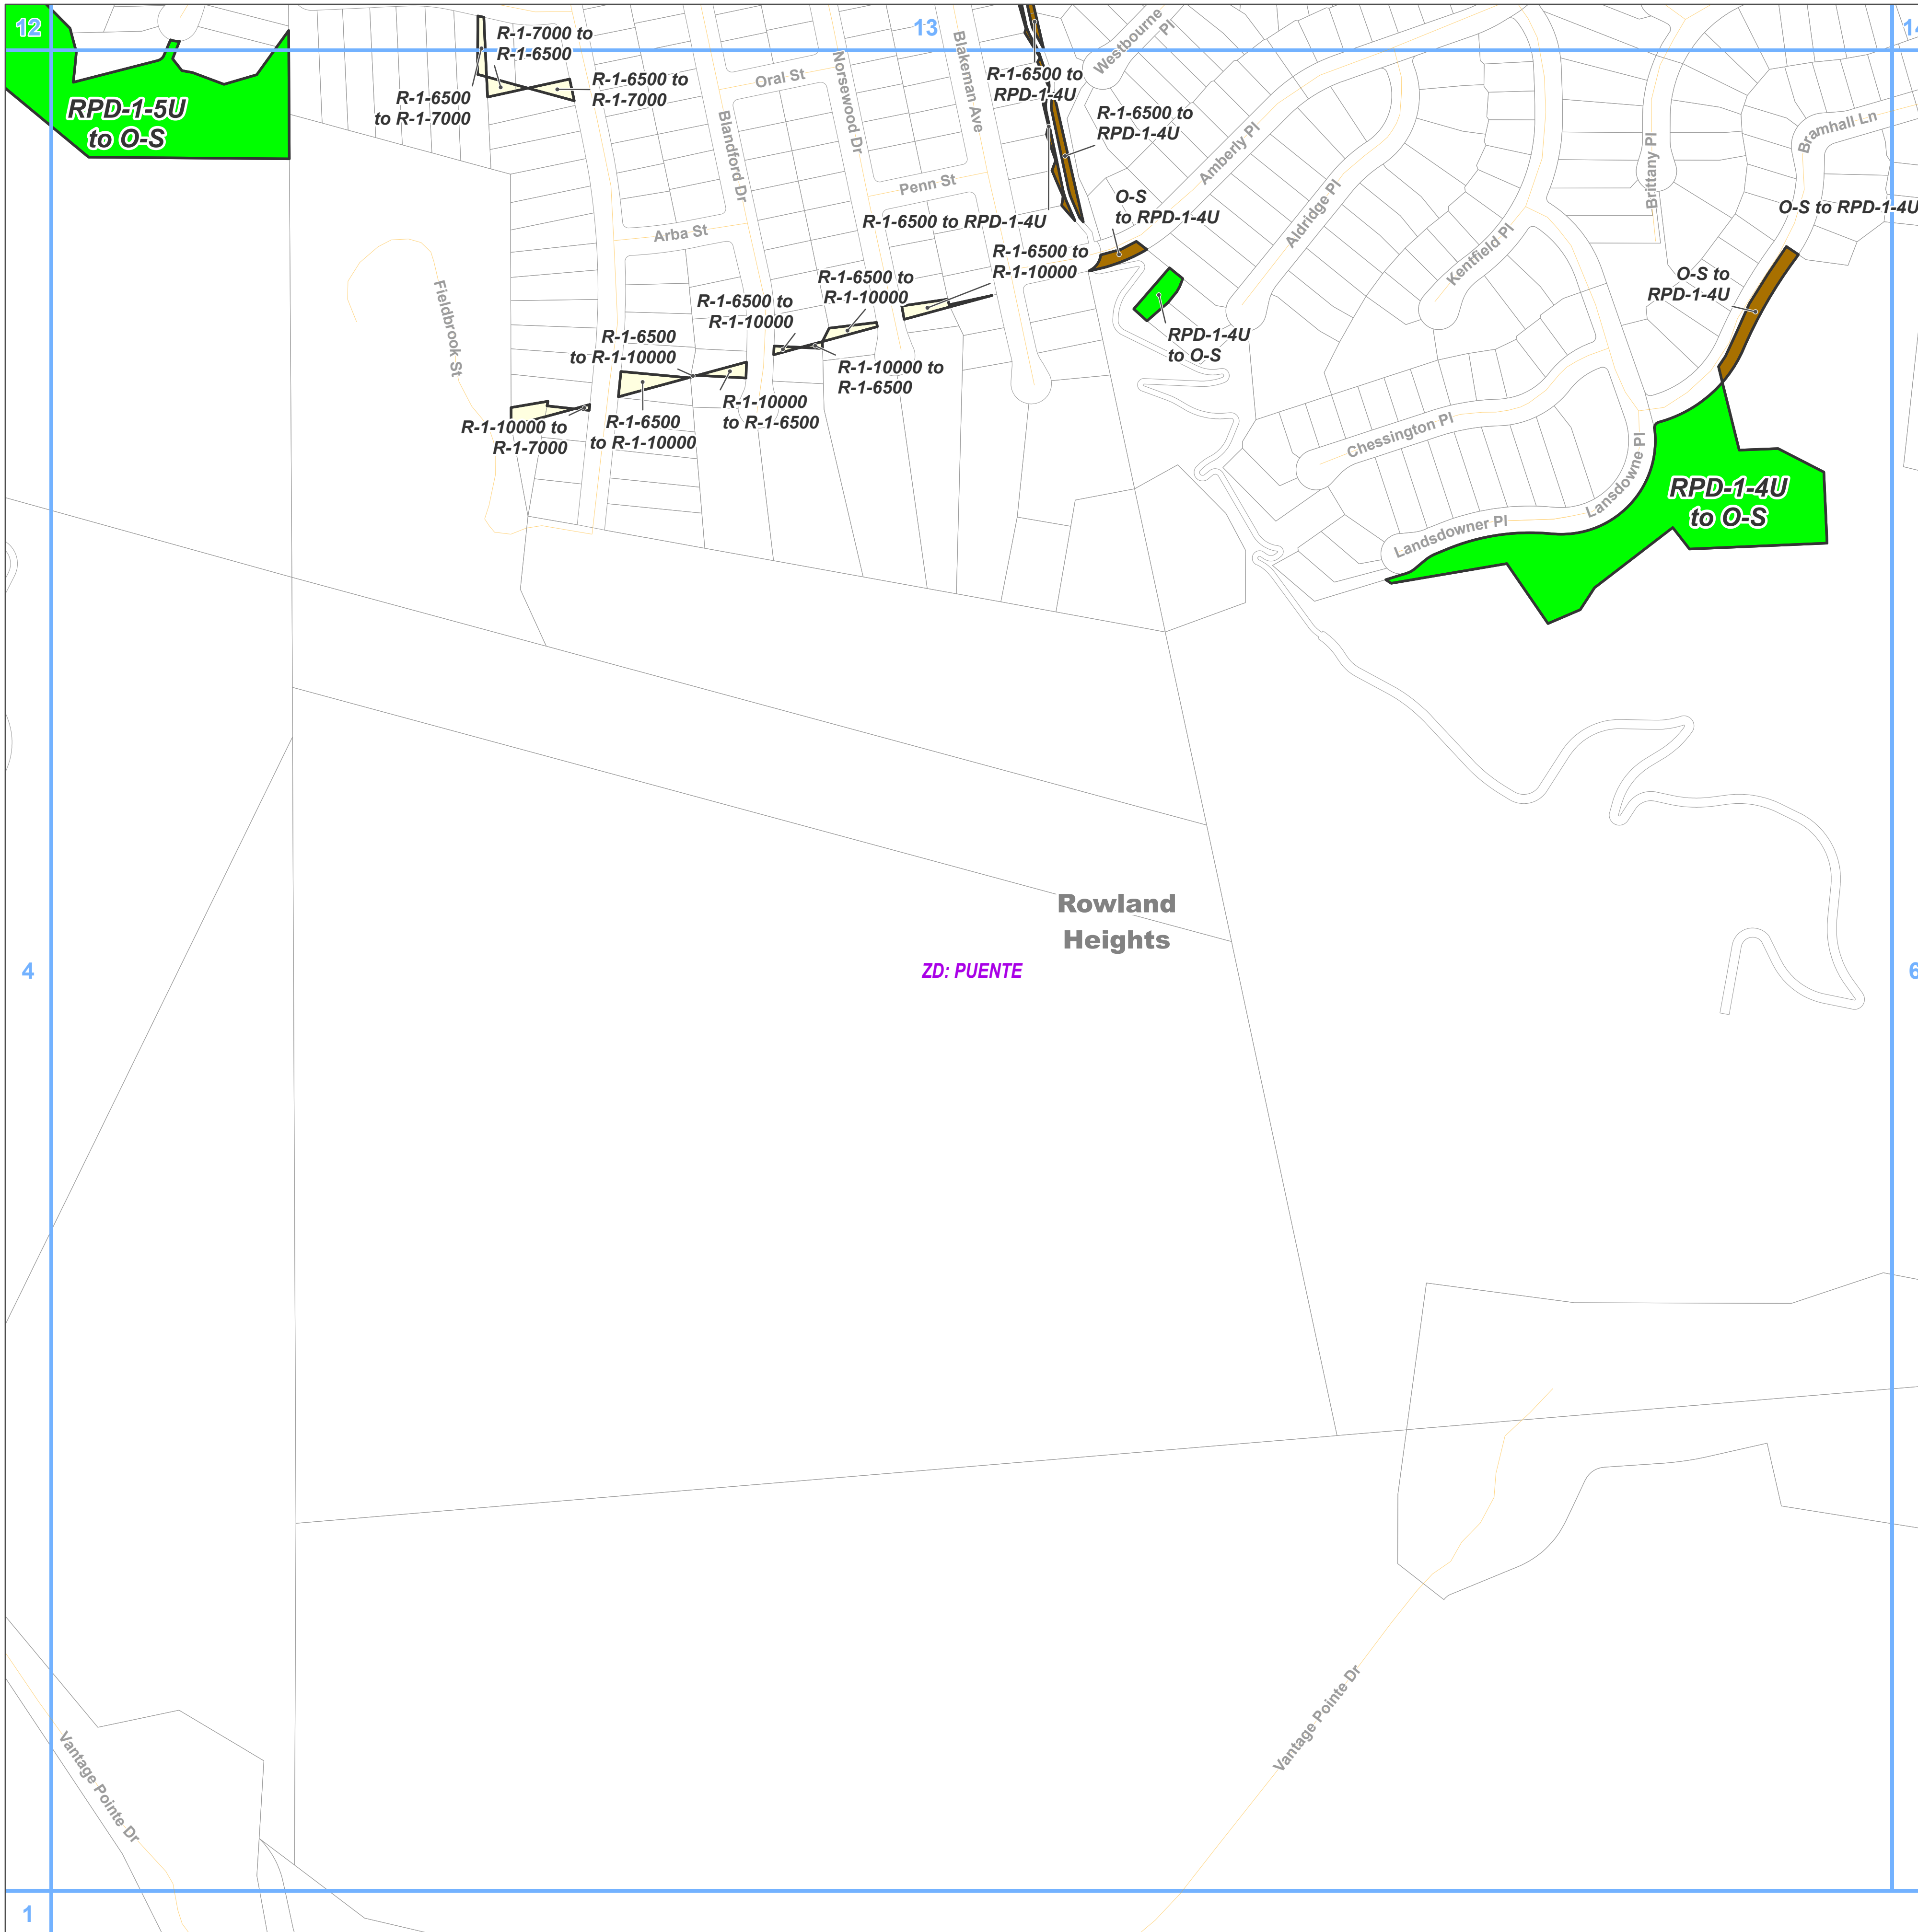 12
13
14
R-1-7000 to
R-1-6500
R-1-6500 to
R-1-7000
R-1-6500
to R-1-7000
RPD-1-5U
to O-S
Oral St
Norsewood Dr
Blakeman Ave
Westbourne
Pl
R-1-6500 to
RPD-1-4U
R-1-6500 to
RPD-1-4U
Blandford Dr
Amberly Pl
Brittany Pl
Bramhall Ln
Penn St
Aldridge Pl
O-S
to RPD-1-4U
O-S to RPD-1-4U
R-1-6500 to RPD-1-4U
Arba St
Kentfield Pl
R-1-6500 to
R-1-10000
R-1-6500 to
R-1-10000
Fieldbrook St
R-1-6500 to
R-1-10000
O-S to
RPD-1-4U
R-1-6500
to R-1-10000
RPD-1-4U
to O-S
R-1-10000 to
R-1-6500
R-1-10000
to R-1-6500
R-1-10000 to
R-1-7000
R-1-6500
to R-1-10000
Chessington Pl
Lansdowne Pl
RPD-1-4U
to O-S
Landsdowner Pl
Rowland
Heights
4
ZD: PUENTE
6
Vantage Pointe Dr
Vantage Pointe Dr
1